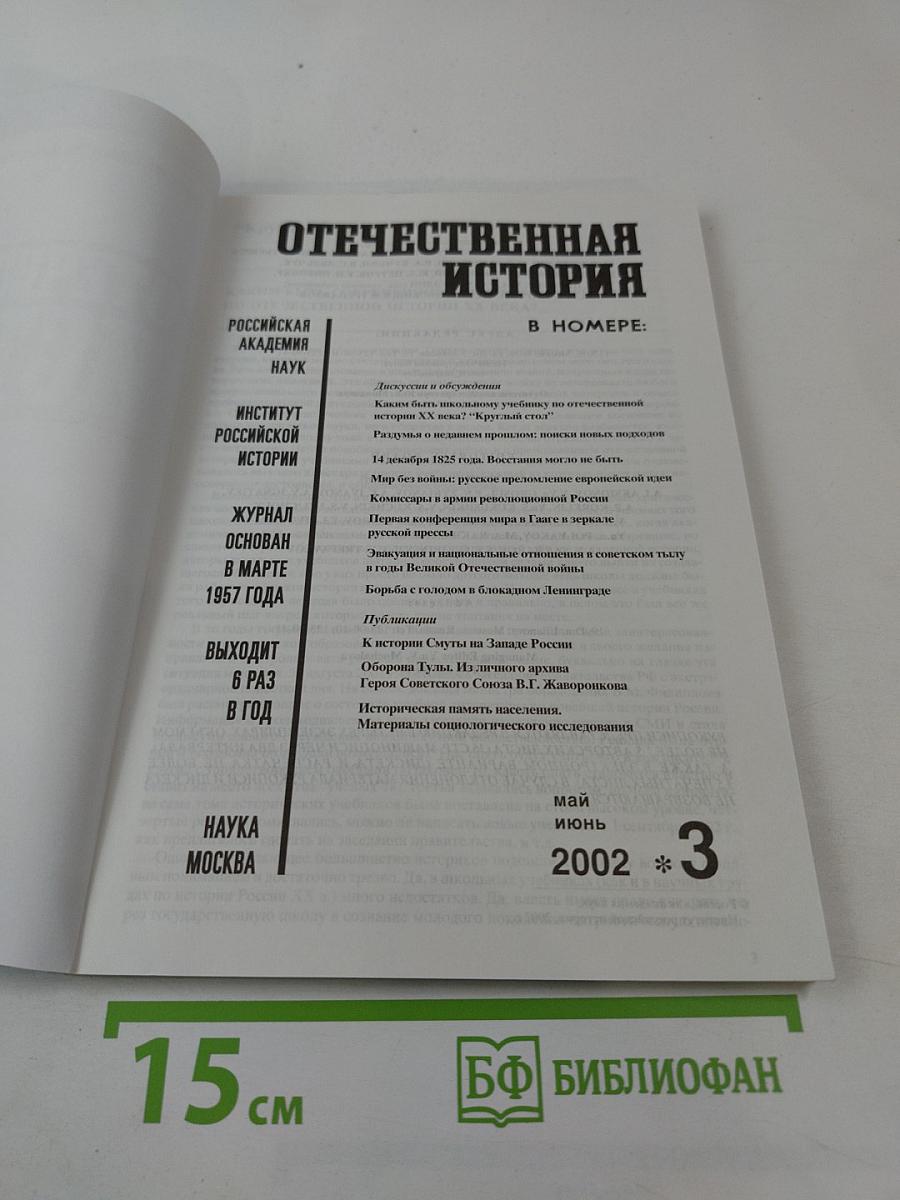 ОТЕЧЕСТВЕННАЯ
ИСТОРИЯ
РОССИЙСКАЯ
АКАДЕМИЯ
НАУК
ИНСТИТУТ
РОССИЙСКОЙ
ИСТОРИИ
ЖУРНАЛ
ОСНОВАН
В МАРТЕ
1957 ГОДА
ВЫХОДИТ
6 РАЗ
В ГОД
НАУКА
МОСКВА
В НОМЕРЕ:
Дискуссии и обсуждения
Каким быть школьному учебнику по отечественной
истории XX века? “Круглый стол”
Раздумья о недавнем прошлом: поиски новых подходов
14 декабря 1825 года. Восстания могло не быть
Мир без войны: русское преломление европейской идеи
Комиссары в армии революционной России
Первая конференция мира в Гааге в зеркале
русской прессы
Эвакуация и национальные отношения в советском тылу
в годы Великой Отечественной войны
Борьба с голодом в блокадном Ленинграде
Публикации
К истории Смуты на Западе России
Оборона Тулы. Из личного архива
Героя Советского Союза В.Г. Жаворонкова
Историческая память населения.
Материалы социологического исследования
май
июнь
2002 * 3
15 см
БФ БИБЛИОФАН